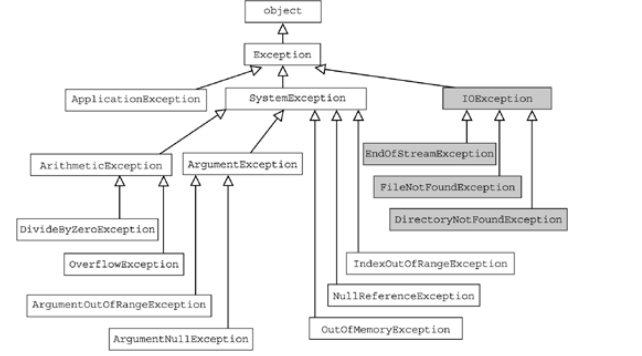 object
Exception
ApplicationException
SystemException
IOException
EndOfStreamException
ArithmeticException
ArgumentException
FileNotFoundException
DirectoryNotFoundException
DivideByZeroException
OverflowException
IndexOutOfRangeException
NullReferenceException
ArgumentOutOfRangeException
OutOfMemoryException
ArgumentNullException